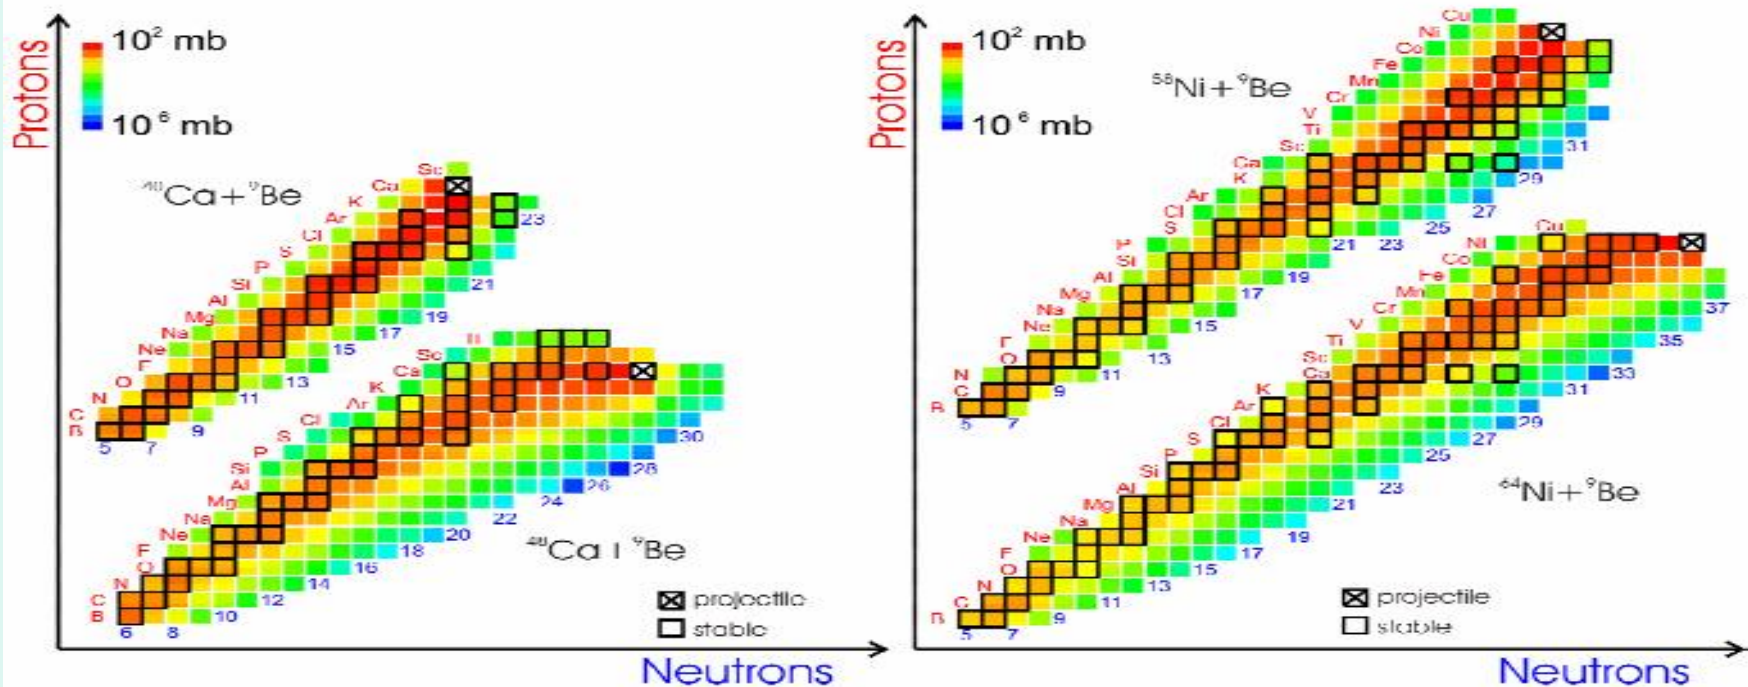 Protons
10² mb
10⁶ mb
⁴⁰Ca+⁹Be
Sc
Ca
K
Ar
Cl
S
P
Si
Al
Mg
Na
Ne
F
O
N
C
B
5
7
9
11
13
15
17
19
21
23
Ti
Sc
Ca
K
Ar
Cl
S
P
Si
Al
Mg
Na
Ne
F
O
N
C
B
6
8
10
12
14
16
18
20
22
24
26
28
30
⁴⁸Ca+⁹Be
projectile
stable
Neutrons
Protons
10² mb
10⁶ mb
⁵⁸Ni+⁹Be
Cu
Ni
Co
Fe
Mn
Cr
V
Ti
Sc
Ca
K
Ar
Cl
S
P
Si
Al
Mg
Na
Ne
F
O
N
C
B
5
7
9
11
13
15
17
19
21
23
25
27
29
31
Cu
Ni
Co
Fe
Mn
Cr
V
Ti
Sc
Ca
K
Ar
Cl
S
P
Si
Al
Mg
Na
Ne
F
O
N
C
B
5
7
9
11
13
15
17
19
21
23
25
27
29
31
33
35
37
⁶⁴Ni+⁹Be
projectile
stable
Neutrons